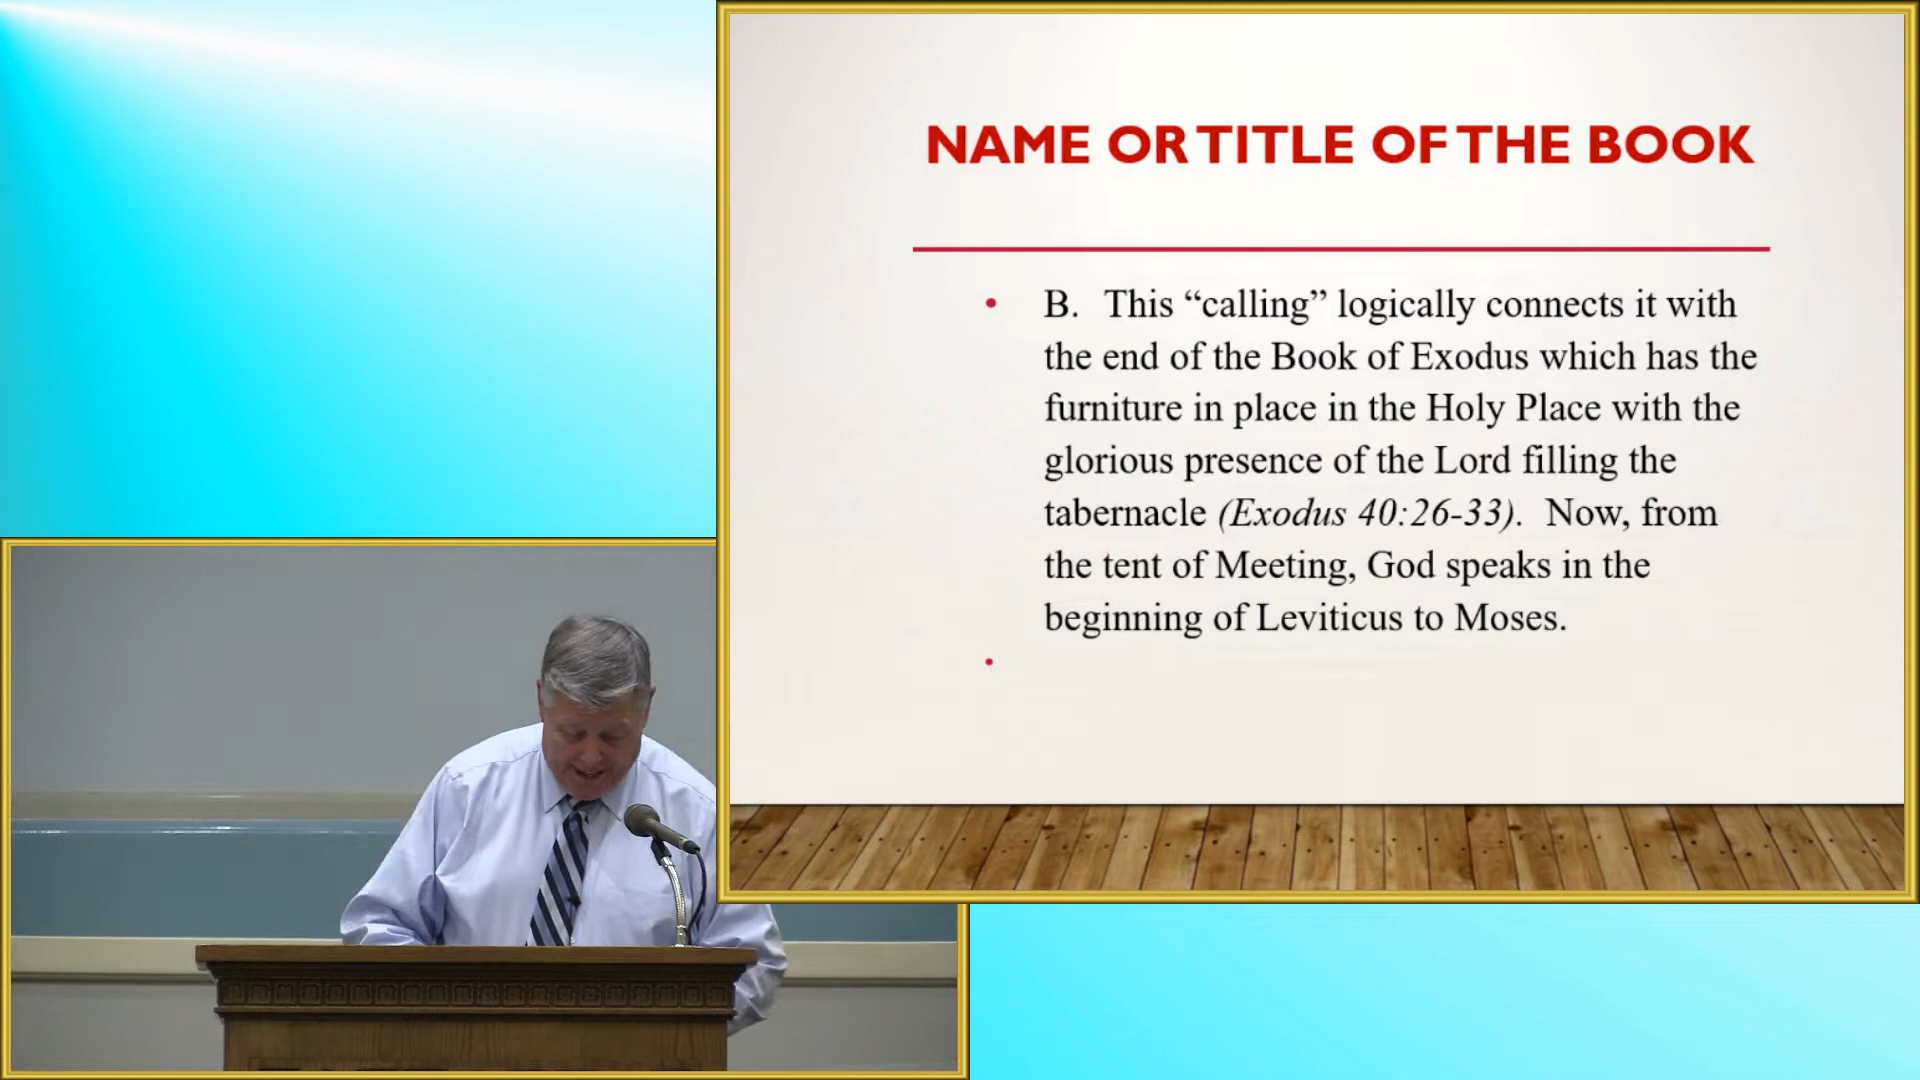 NAME OR TITLE OF THE BOOK
• B. This “calling” logically connects it with
the end of the Book of Exodus which has the
furniture in place in the Holy Place with the
glorious presence of the Lord filling the
tabernacle (Exodus 40:26-33). Now, from
the tent of Meeting, God speaks in the
beginning of Leviticus to Moses.
•